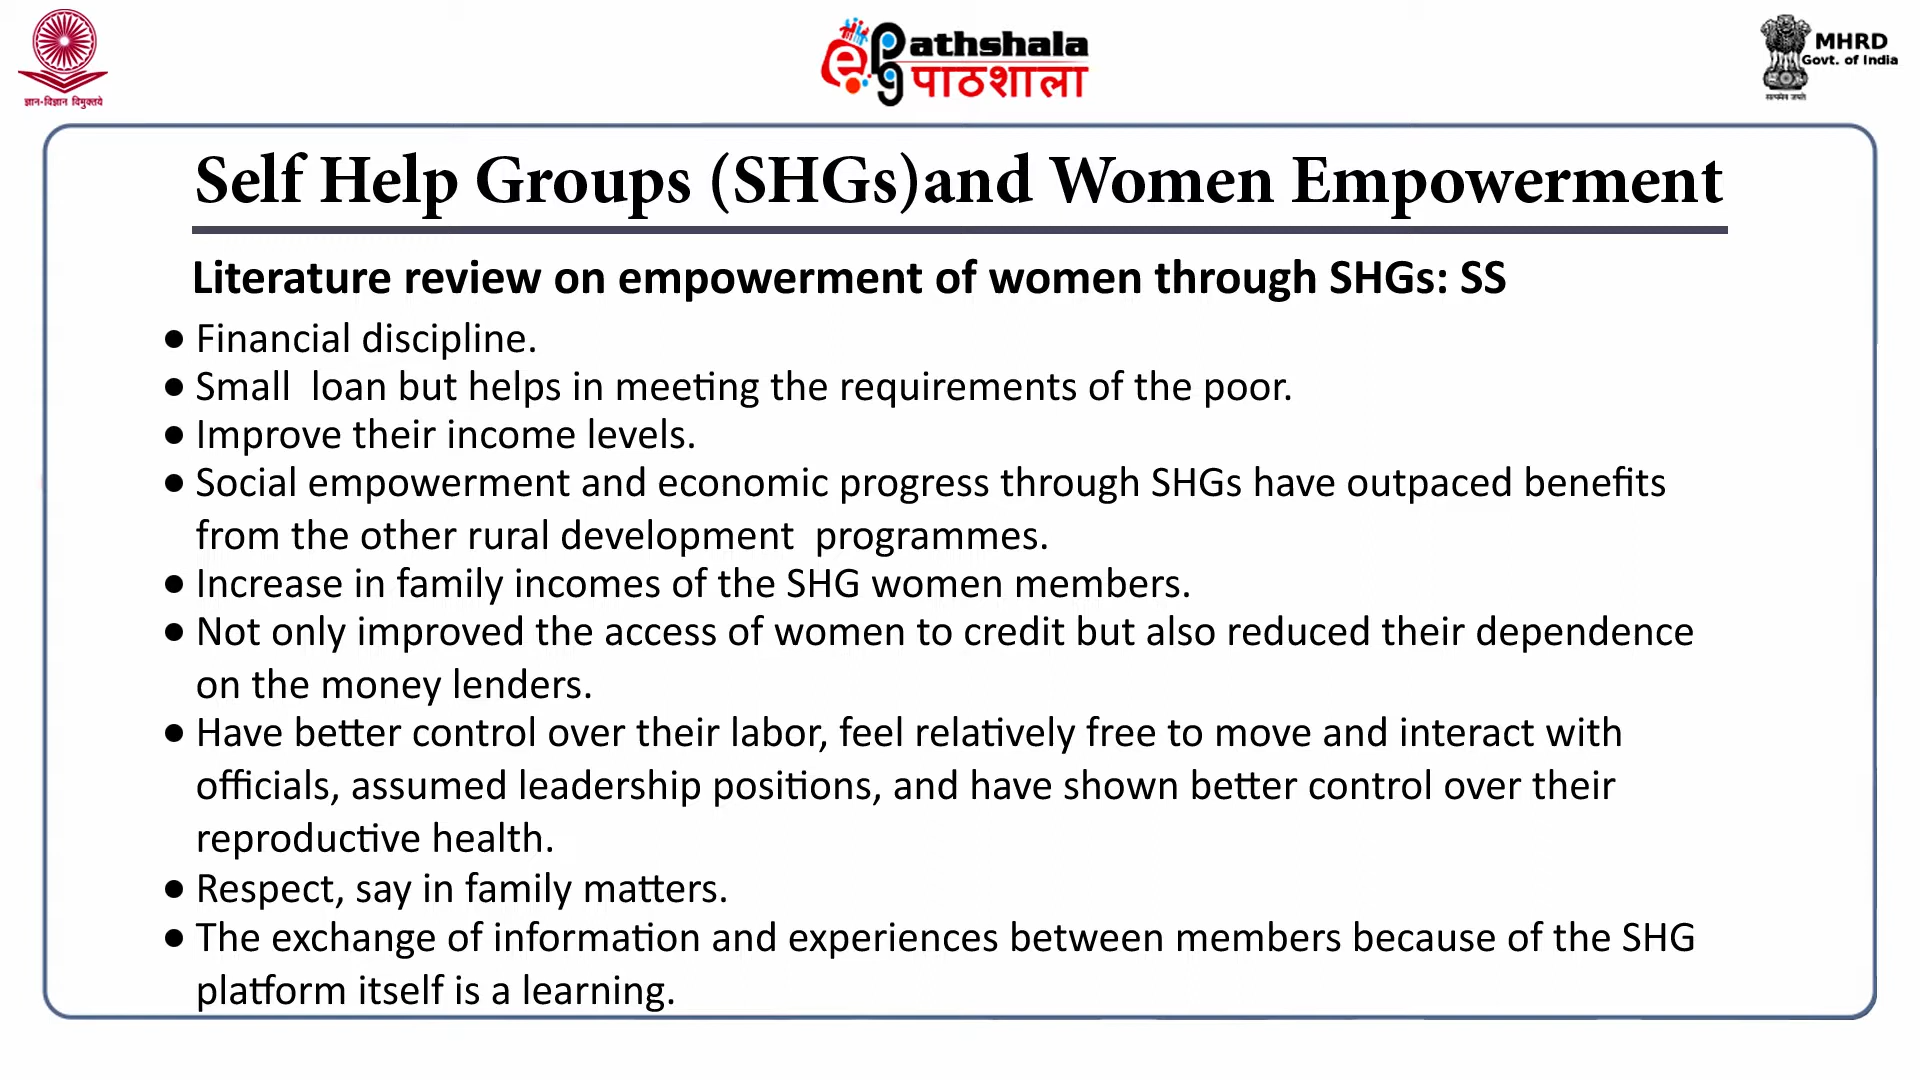 ज्ञान-विज्ञान विमुक्तये
ePGathshala
पाठशाला
MHRD
Govt. of India
सत्यमेव जयते
Self Help Groups (SHGs)and Women Empowerment
Literature review on empowerment of women through SHGs: SS
● Financial discipline.
● Small  loan but helps in meeting the requirements of the poor.
● Improve their income levels.
● Social empowerment and economic progress through SHGs have outpaced benefits
from the other rural development  programmes.
● Increase in family incomes of the SHG women members.
● Not only improved the access of women to credit but also reduced their dependence
on the money lenders.
● Have better control over their labor, feel relatively free to move and interact with
officials, assumed leadership positions, and have shown better control over their
reproductive health.
● Respect, say in family matters.
● The exchange of information and experiences between members because of the SHG
platform itself is a learning.